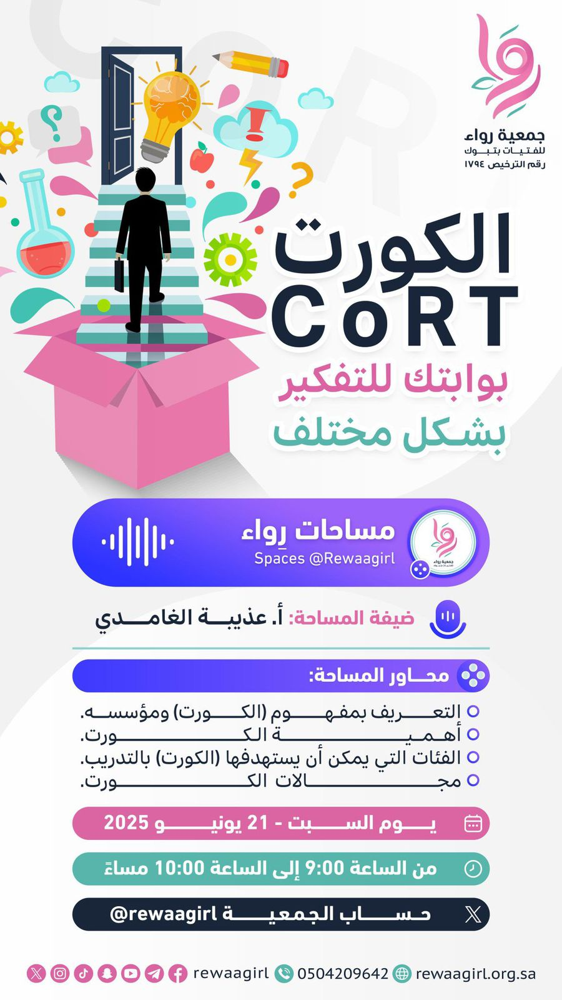 جمعية رواء
للفتيات بتبوك
رقم الترخيص ١٧٩٤
الكورت
CoRT
بوابتك للتفكير
بشكل مختلف
مساحات رِواء
Spaces @Rewaagirl
ضيفة المساحة: أ. عذيبة الغامدي
محاور المساحة:
التعريف بمفهوم (الكورت) ومؤسسه.
أهمية الكورت.
الفئات التي يمكن أن يستهدفها (الكورت) بالتدريب.
مجالات الكورت.
يوم السبت - 21 يونيو 2025
من الساعة 9:00 إلى الساعة 10:00 مساءً
حساب الجمعية @rewaagirl
rewaagirl 0504209642 rewaagirl.org.sa